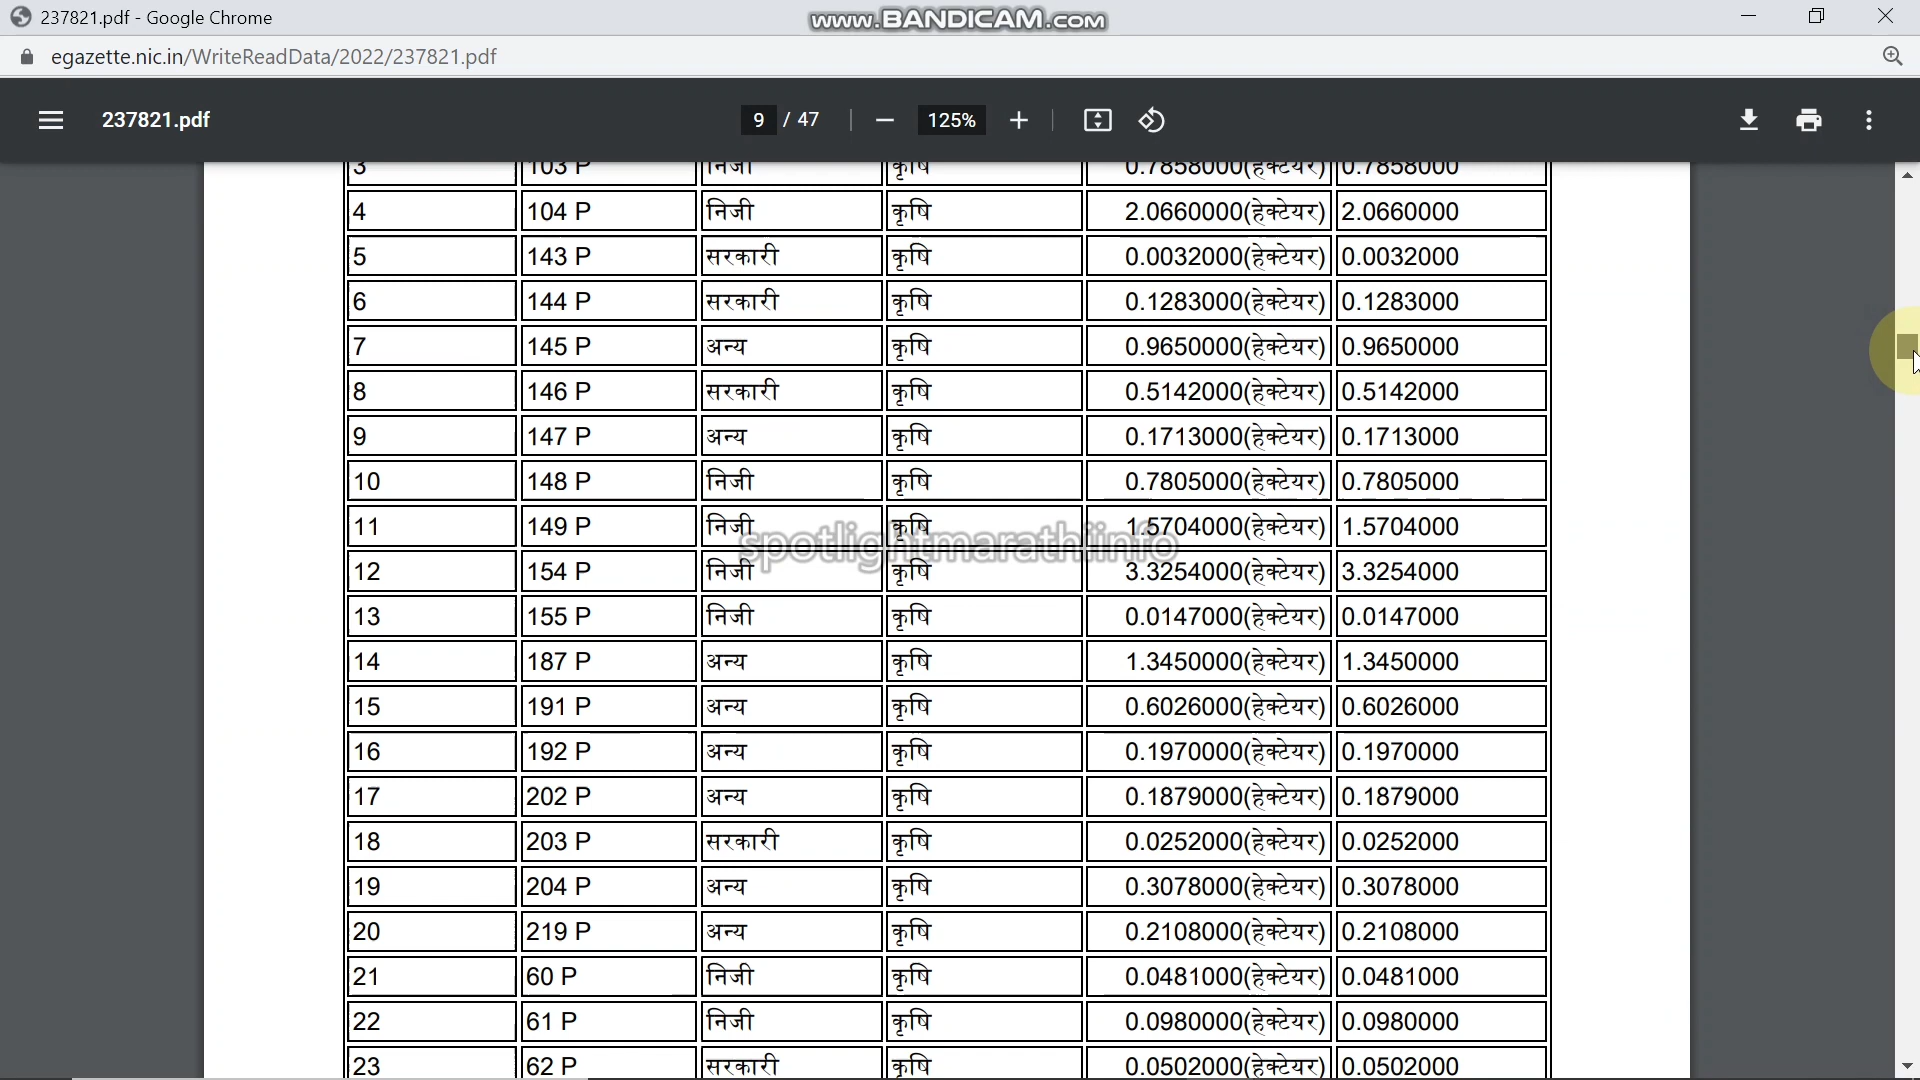 237821.pdf - Google Chrome
www.BANDICAM.com
egazette.nic.in/WriteReadData/2022/237821.pdf
237821.pdf
9 / 47
125%
3 103 P निजी कृषि 0.7858000(हेक्टेयर) 0.7858000
4 104 P निजी कृषि 2.0660000(हेक्टेयर) 2.0660000
5 143 P सरकारी कृषि 0.0032000(हेक्टेयर) 0.0032000
6 144 P सरकारी कृषि 0.1283000(हेक्टेयर) 0.1283000
7 145 P अन्य कृषि 0.9650000(हेक्टेयर) 0.9650000
8 146 P सरकारी कृषि 0.5142000(हेक्टेयर) 0.5142000
9 147 P अन्य कृषि 0.1713000(हेक्टेयर) 0.1713000
10 148 P निजी कृषि 0.7805000(हेक्टेयर) 0.7805000
11 149 P निजी कृषि 1.5704000(हेक्टेयर) 1.5704000
spotlightmarathiinfo
12 154 P निजी कृषि 3.3254000(हेक्टेयर) 3.3254000
13 155 P निजी कृषि 0.0147000(हेक्टेयर) 0.0147000
14 187 P अन्य कृषि 1.3450000(हेक्टेयर) 1.3450000
15 191 P अन्य कृषि 0.6026000(हेक्टेयर) 0.6026000
16 192 P अन्य कृषि 0.1970000(हेक्टेयर) 0.1970000
17 202 P अन्य कृषि 0.1879000(हेक्टेयर) 0.1879000
18 203 P सरकारी कृषि 0.0252000(हेक्टेयर) 0.0252000
19 204 P अन्य कृषि 0.3078000(हेक्टेयर) 0.3078000
20 219 P अन्य कृषि 0.2108000(हेक्टेयर) 0.2108000
21 60 P निजी कृषि 0.0481000(हेक्टेयर) 0.0481000
22 61 P निजी कृषि 0.0980000(हेक्टेयर) 0.0980000
23 62 P सरकारी कृषि 0.0502000(हेक्टेयर) 0.0502000